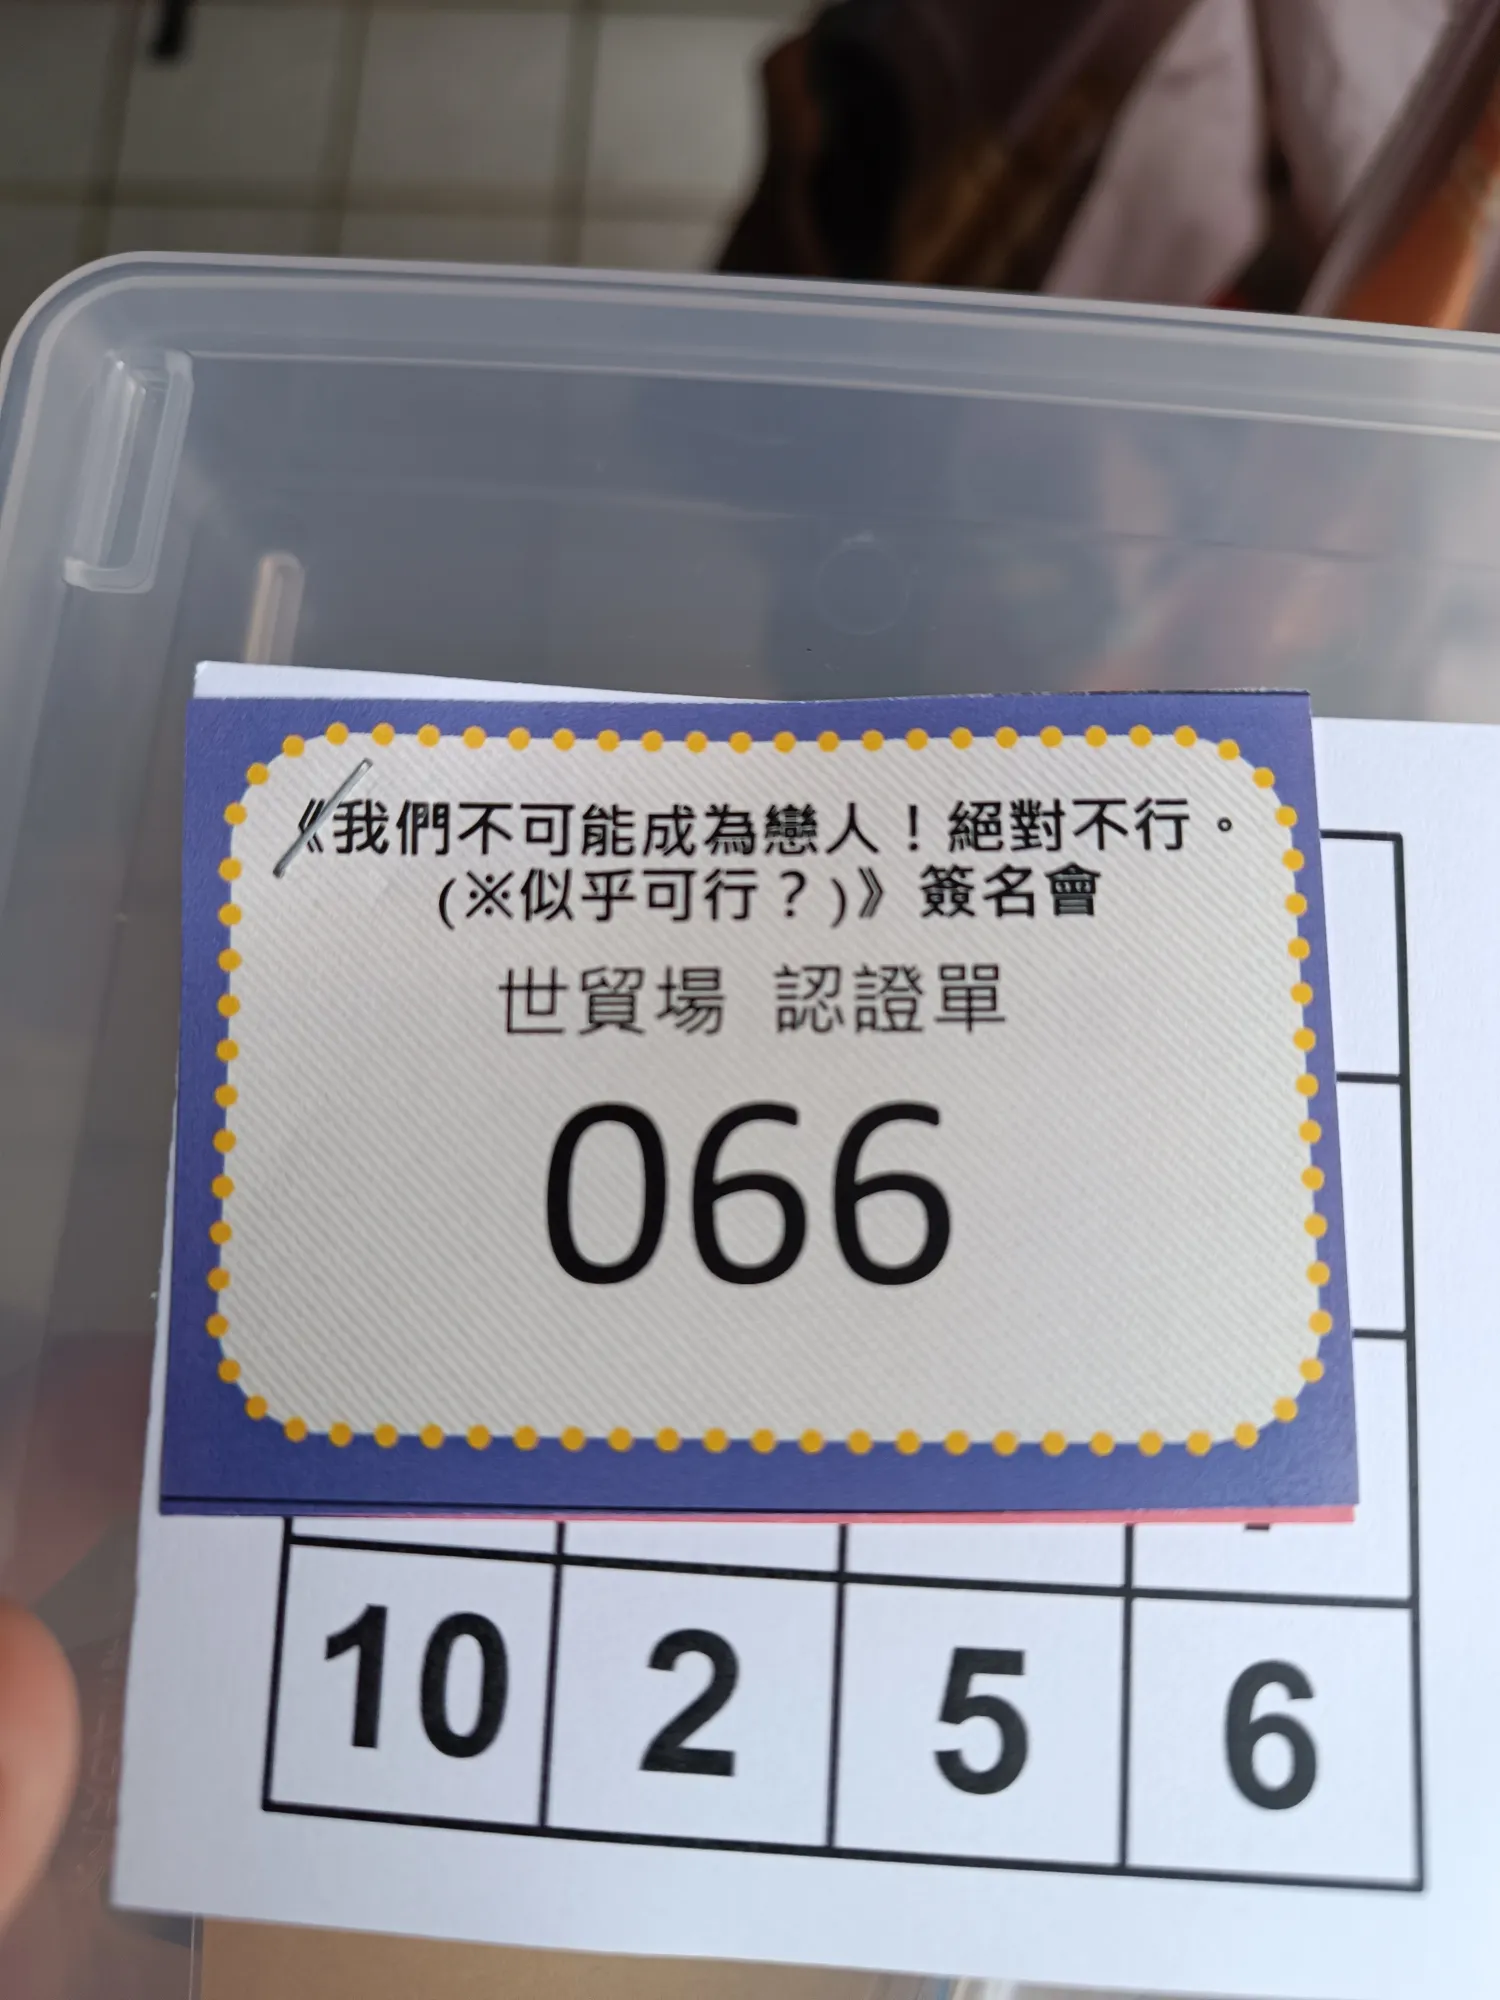 《我們不可能成為戀人！絕對不行。
(※似乎可行？)》簽名會
世貿場 認證單
066
10 2 5 6